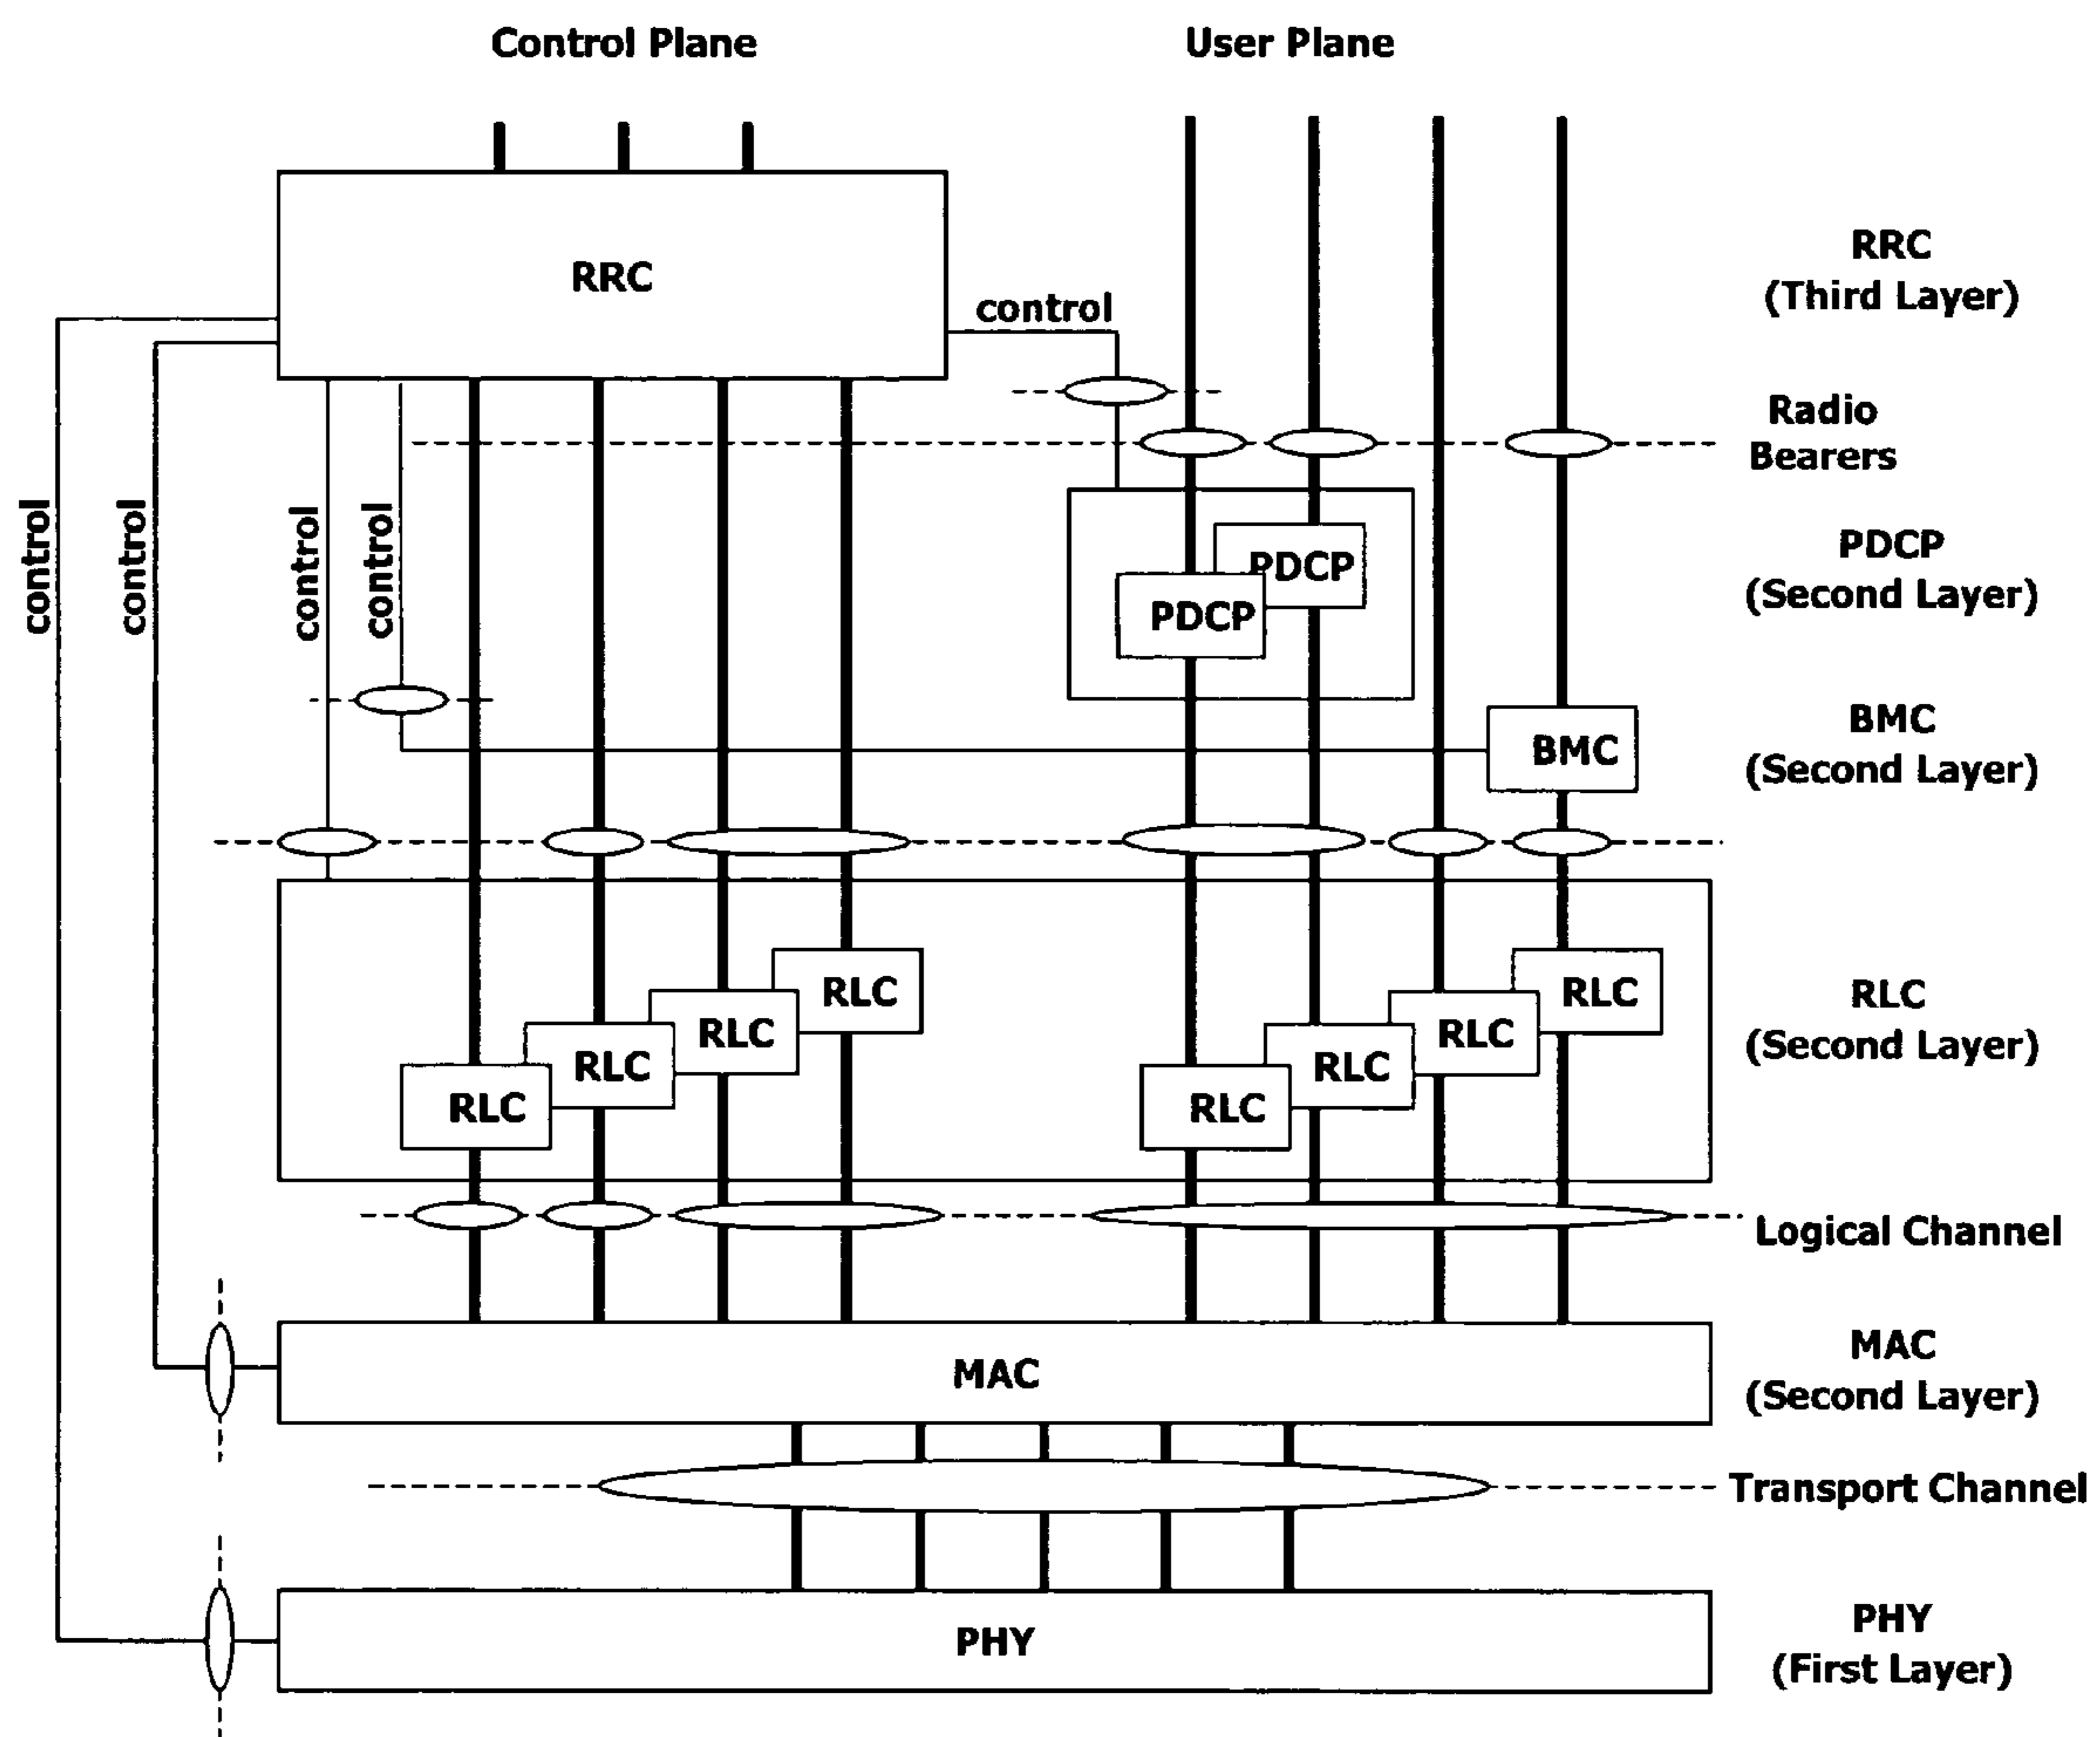 Control Plane
User Plane
RRC
control
RRC
(Third Layer)
Radio
Bearers
control
control
control
control
PDCP
PDCP
PDCP
(Second Layer)
BMC
BMC
(Second Layer)
RLC
RLC
RLC
RLC
RLC
RLC
RLC
RLC
RLC
(Second Layer)
Logical Channel
MAC
MAC
(Second Layer)
Transport Channel
PHY
PHY
(First Layer)